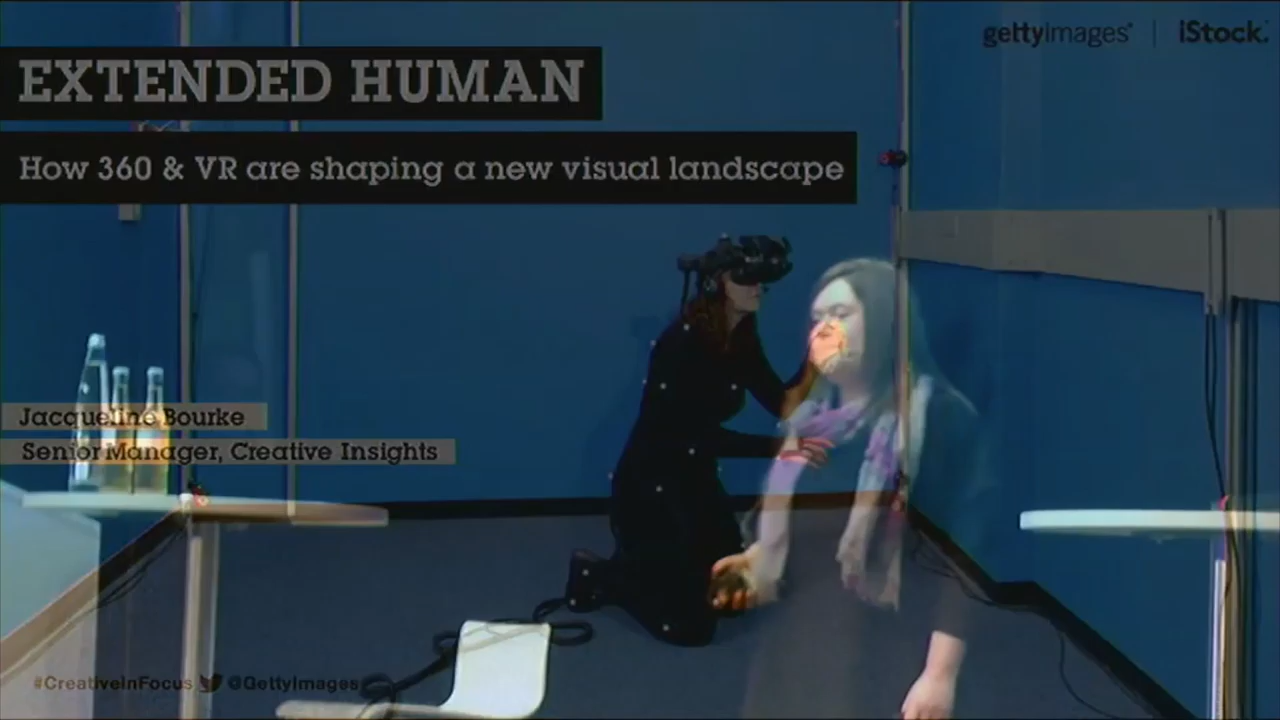 gettyimages® | iStock.
EXTENDED HUMAN
How 360 & VR are shaping a new visual landscape
Jacqueline Bourke
Senior Manager, Creative Insights
#CreativeInFocus @GettyImages